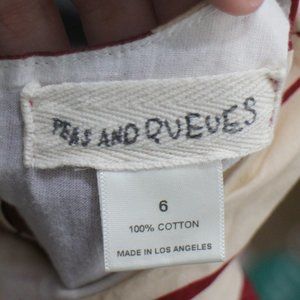 PEAS AND QUEUES
6
100% COTTON
MADE IN LOS ANGELES